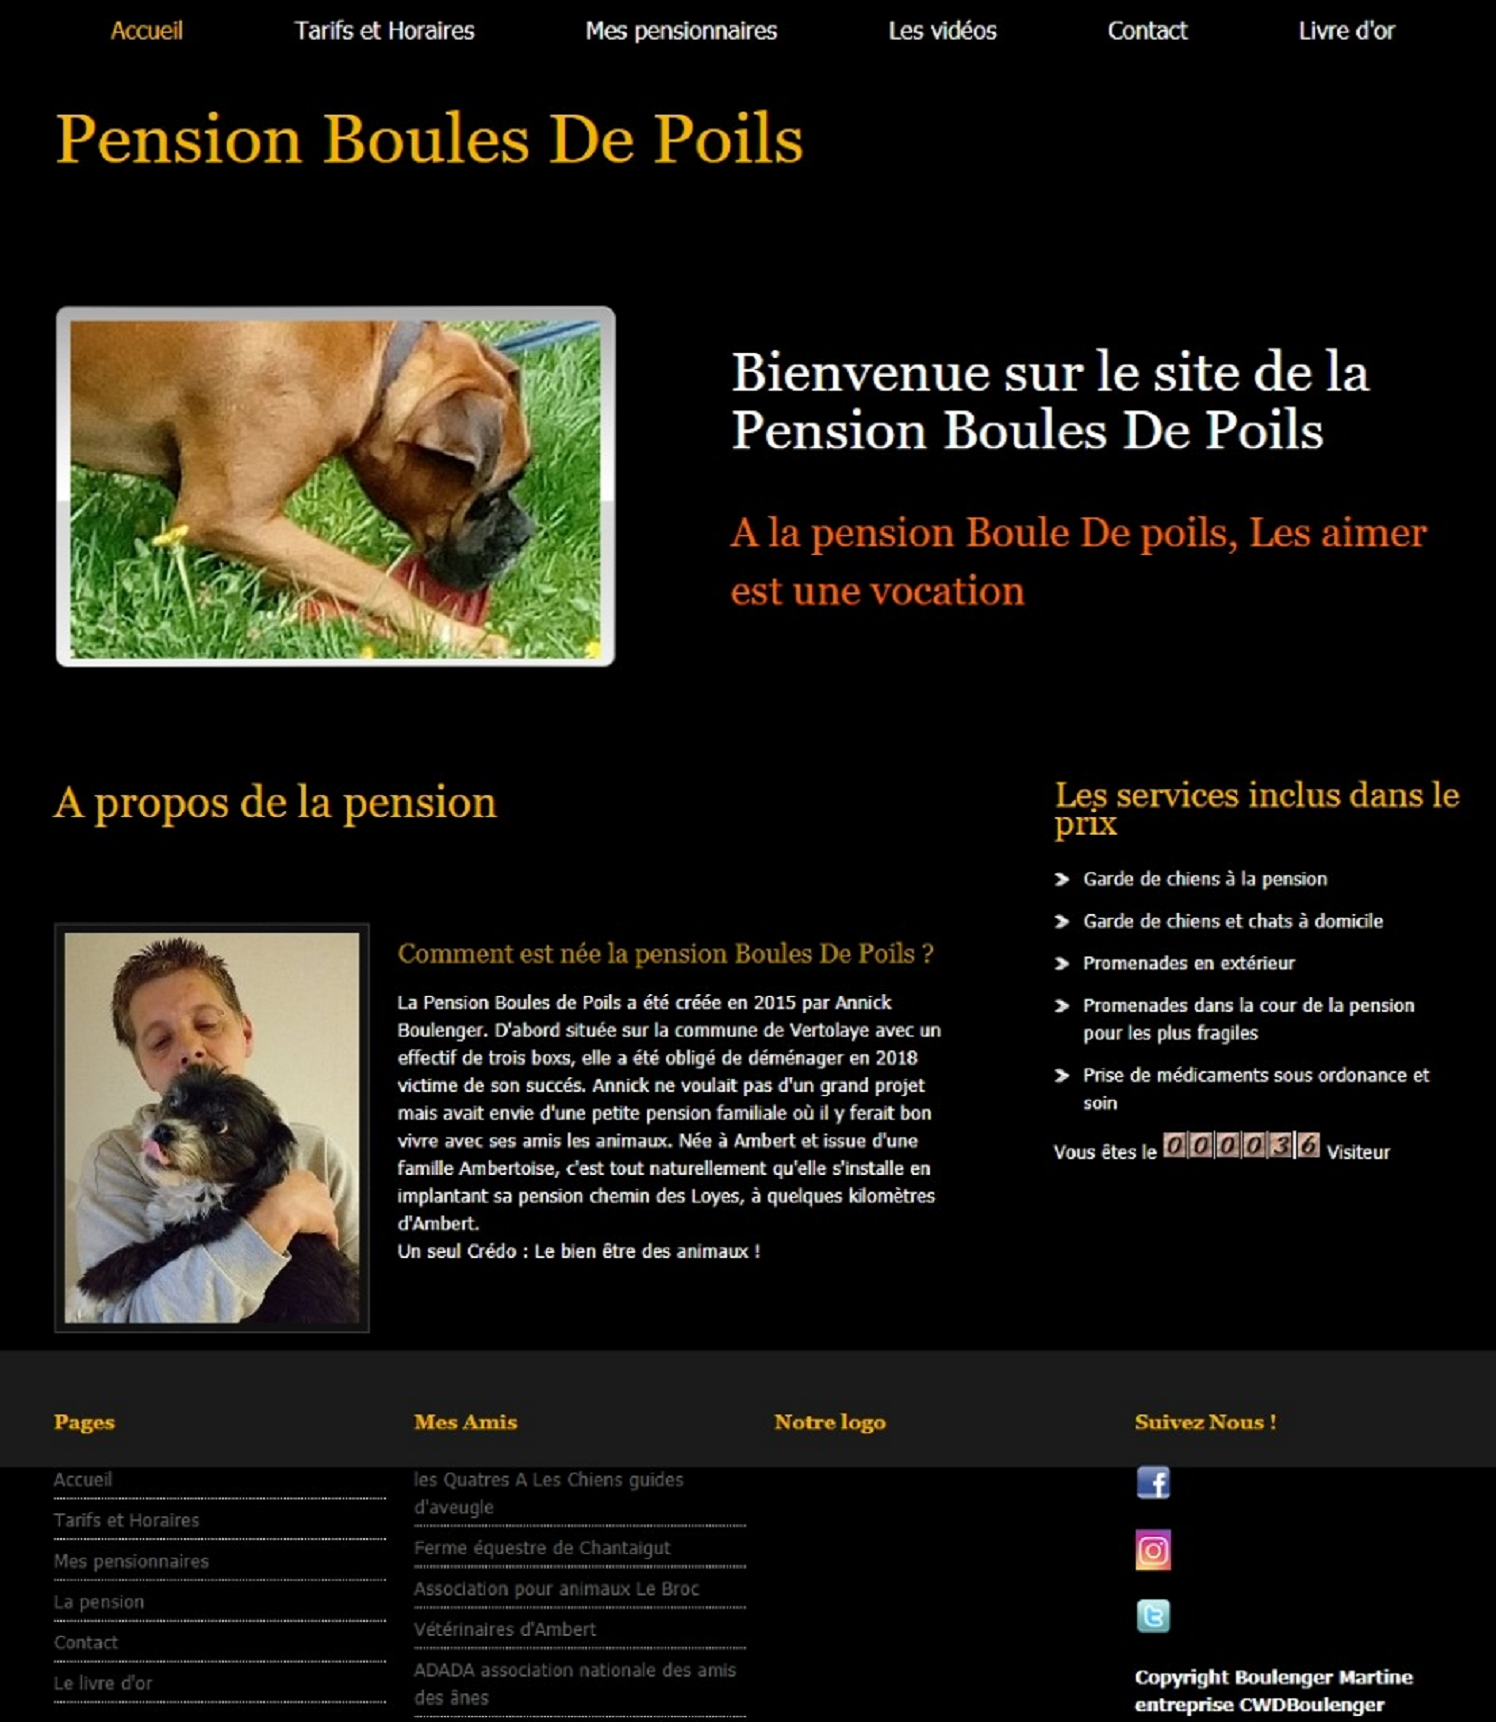 Accueil Tarifs et Horaires Mes pensionnaires Les vidéos Contact Livre d'or
Pension Boules De Poils
Bienvenue sur le site de la
Pension Boules De Poils
A la pension Boule De poils, Les aimer
est une vocation
A propos de la pension
Comment est née la pension Boules De Poils ?
La Pension Boules de Poils a été créée en 2015 par Annick
Boulenger. D'abord située sur la commune de Vertolaye avec un
effectif de trois boxs, elle a été obligé de déménager en 2018
victime de son succés. Annick ne voulait pas d'un grand projet
mais avait envie d'une petite pension familiale où il y ferait bon
vivre avec ses amis les animaux. Née à Ambert et issue d'une
famille Ambertoise, c'est tout naturellement qu'elle s'installe en
implantant sa pension chemin des Loyes, à quelques kilomètres
d'Ambert.
Un seul Crédo : Le bien être des animaux !
Les services inclus dans le
prix
Garde de chiens à la pension
Garde de chiens et chats à domicile
Promenades en extérieur
Promenades dans la cour de la pension
pour les plus fragiles
Prise de médicaments sous ordonance et
soin
Vous êtes le 000036 Visiteur
Pages
Accueil
Tarifs et Horaires
Mes pensionnaires
La pension
Contact
Le livre d'or
Mes Amis
les Quatres A Les Chiens guides
d'aveugle
Ferme équestre de Chantaigut
Association pour animaux Le Broc
Vétérinaires d'Ambert
ADADA association nationale des amis
des ânes
Notre logo
Suivez Nous !
Copyright Boulenger Martine
entreprise CWDBoulenger